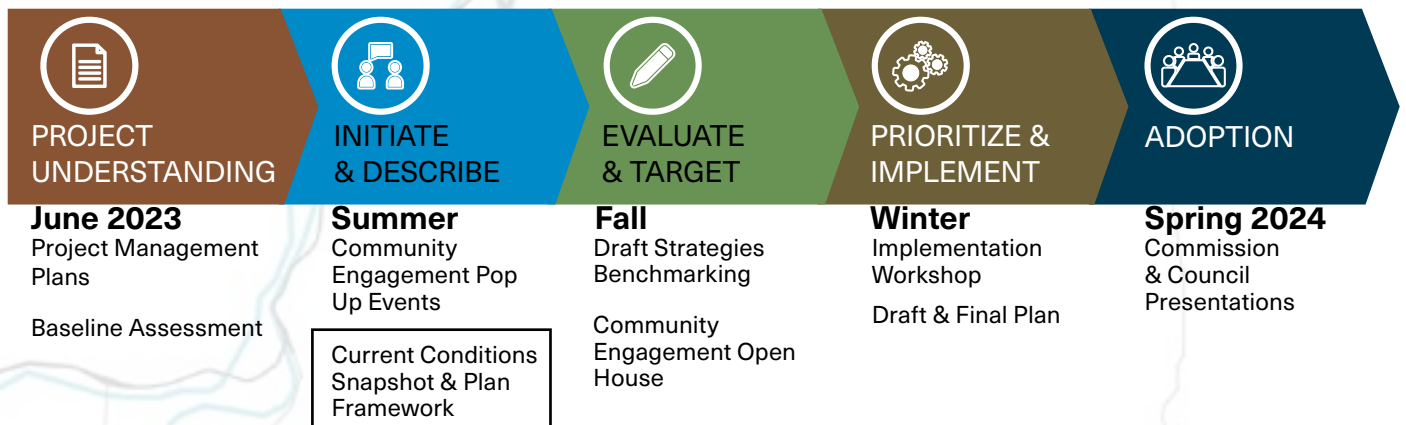 PROJECT
UNDERSTANDING
INITIATE
& DESCRIBE
EVALUATE
& TARGET
PRIORITIZE &
IMPLEMENT
ADOPTION
June 2023
Project Management
Plans
Baseline Assessment
Summer
Community
Engagement Pop
Up Events
Current Conditions
Snapshot & Plan
Framework
Fall
Draft Strategies
Benchmarking
Community
Engagement Open
House
Winter
Implementation
Workshop
Draft & Final Plan
Spring 2024
Commission
& Council
Presentations